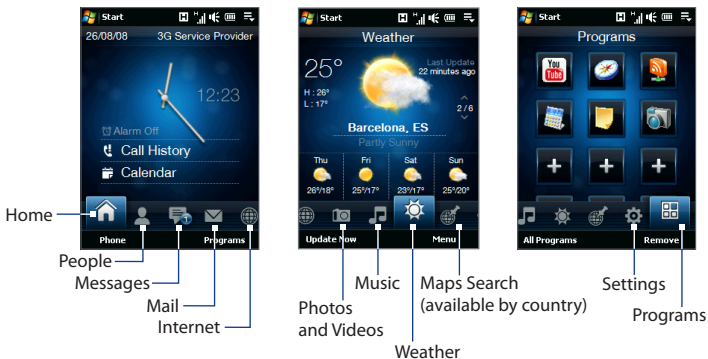 Start
26/08/08 3G Service Provider
12:23
Alarm Off
Call History
Calendar
Phone Programs
Home
People
Messages
Mail
Internet
Start
Weather
25°
Last Update
22 minutes ago
H : 26°
L : 17°
2/6
Barcelona, ES
Partly Sunny
Thu Fri Sat Sun
26°/18° 25°/17° 23°/17° 25°/20°
Update Now Menu
Photos
and Videos
Music
Weather
Maps Search
(available by country)
Start
Programs
You
Tube
All Programs Remove
Settings
Programs